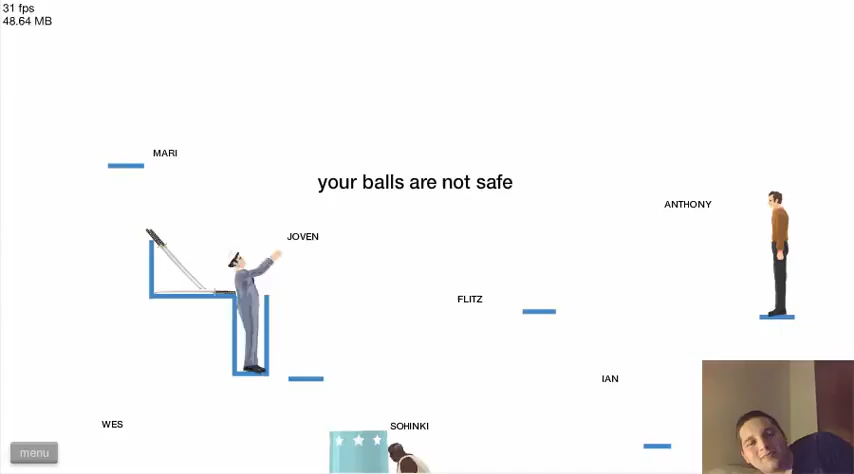 31 fps
48.64 MB
MARI
your balls are not safe
ANTHONY
JOVEN
FLITZ
IAN
WES
SOHINKI
menu